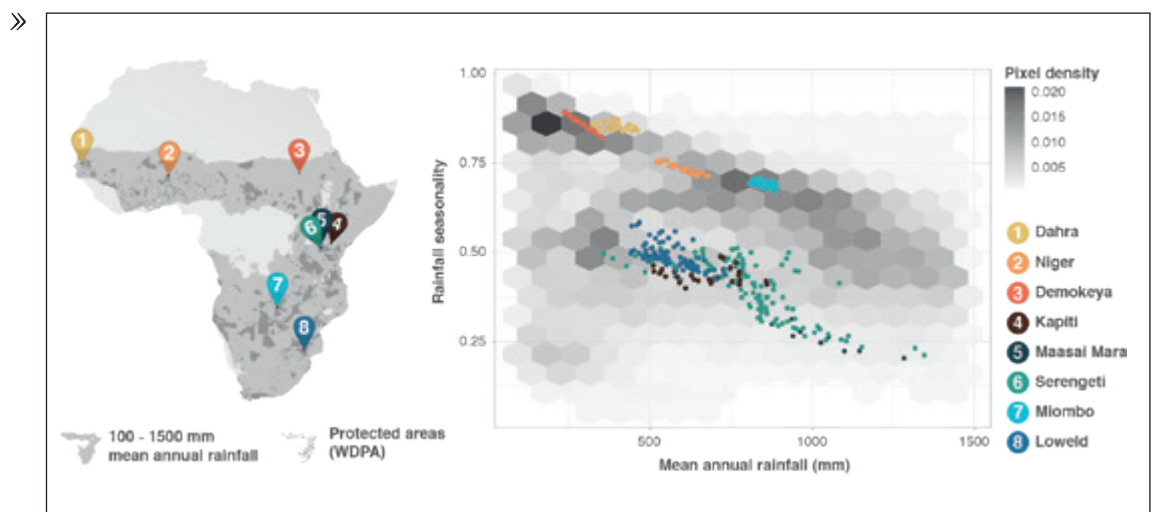 »
1
2
3
5
6
4
7
8
100 - 1500 mm
mean annual rainfall
Protected areas
(WDPA)
Rainfall seasonality
1.00
0.75
0.50
0.25
500
1000
1500
Mean annual rainfall (mm)
Pixel density
0.020
0.015
0.010
0.005
1 Dahra
2 Niger
3 Demokeya
4 Kapiti
5 Maasai Mara
6 Serengeti
7 Miombo
8 Loweld